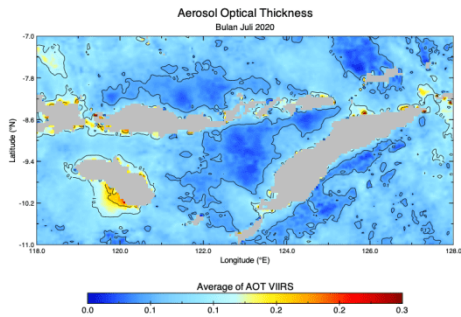 Aerosol Optical Thickness
Bulan Juli 2020
-7.0
-7.8
-8.6
-9.4
-10.2
-11.0
Latitude (°N)
118.0 120.0 122.0 124.0 126.0 128.0
Longitude (°E)
Average of AOT VIIRS
0.0 0.1 0.1 0.2 0.2 0.3